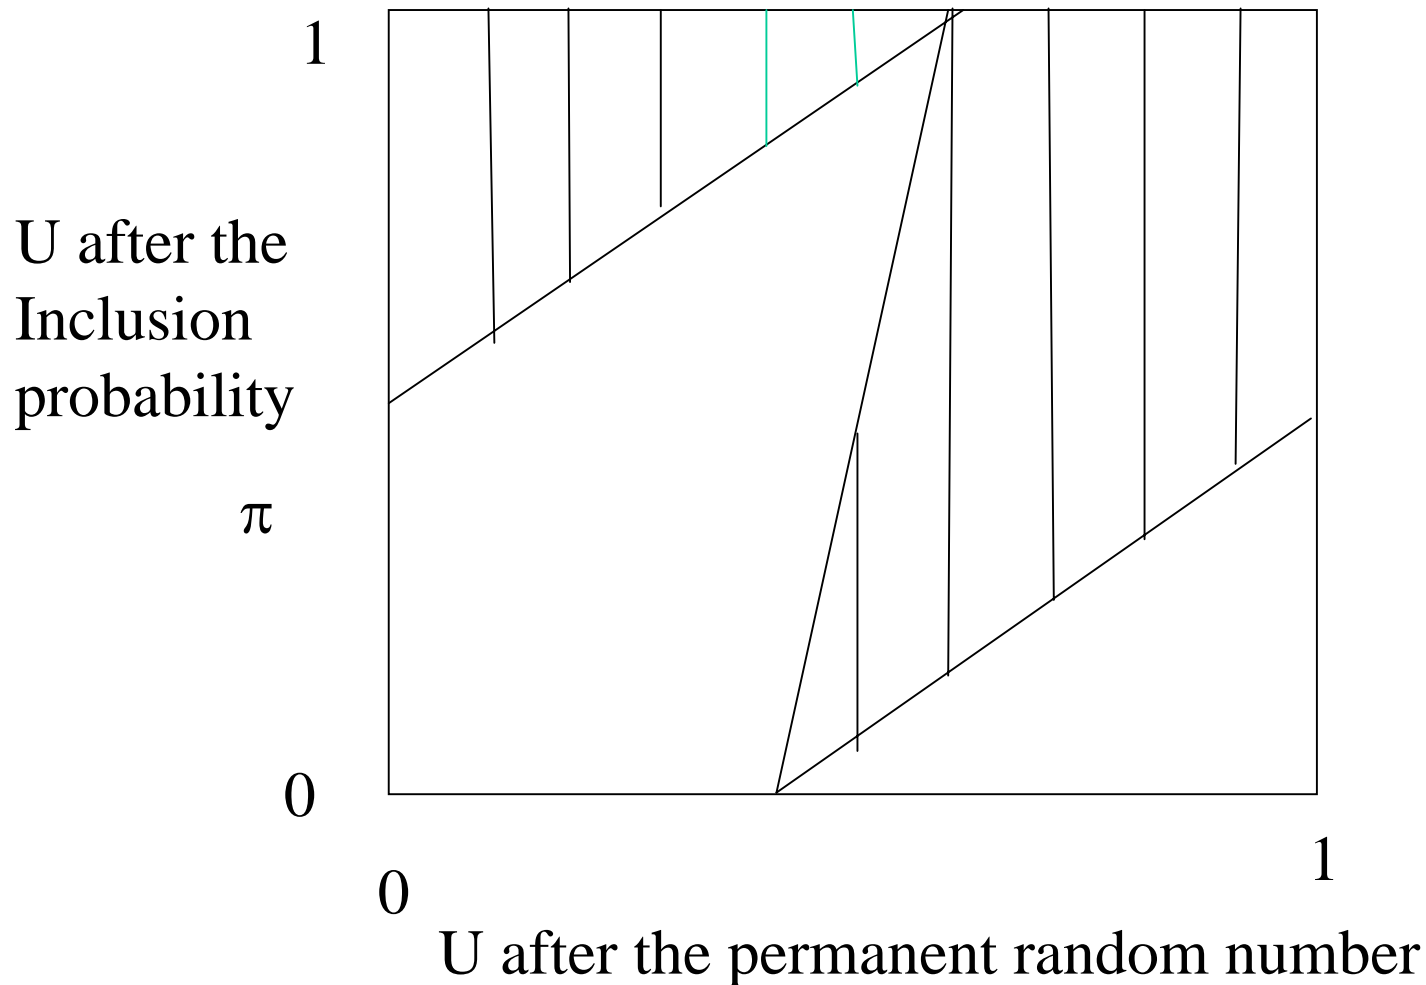 1
U after the
Inclusion
probability
π
0
0
1
U after the permanent random number